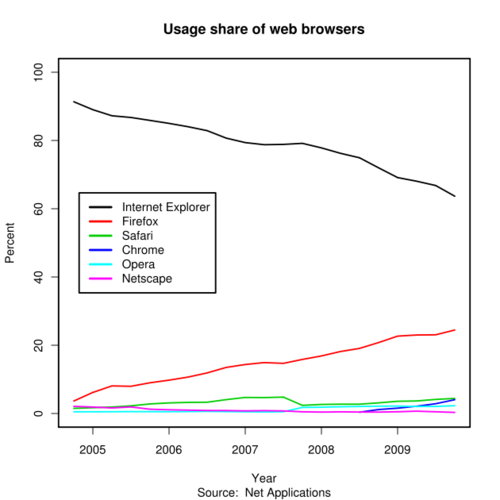 Usage share of web browsers
Percent
100
80
60
40
20
0
Internet Explorer
Firefox
Safari
Chrome
Opera
Netscape
2005 2006 2007 2008 2009
Year
Source: Net Applications